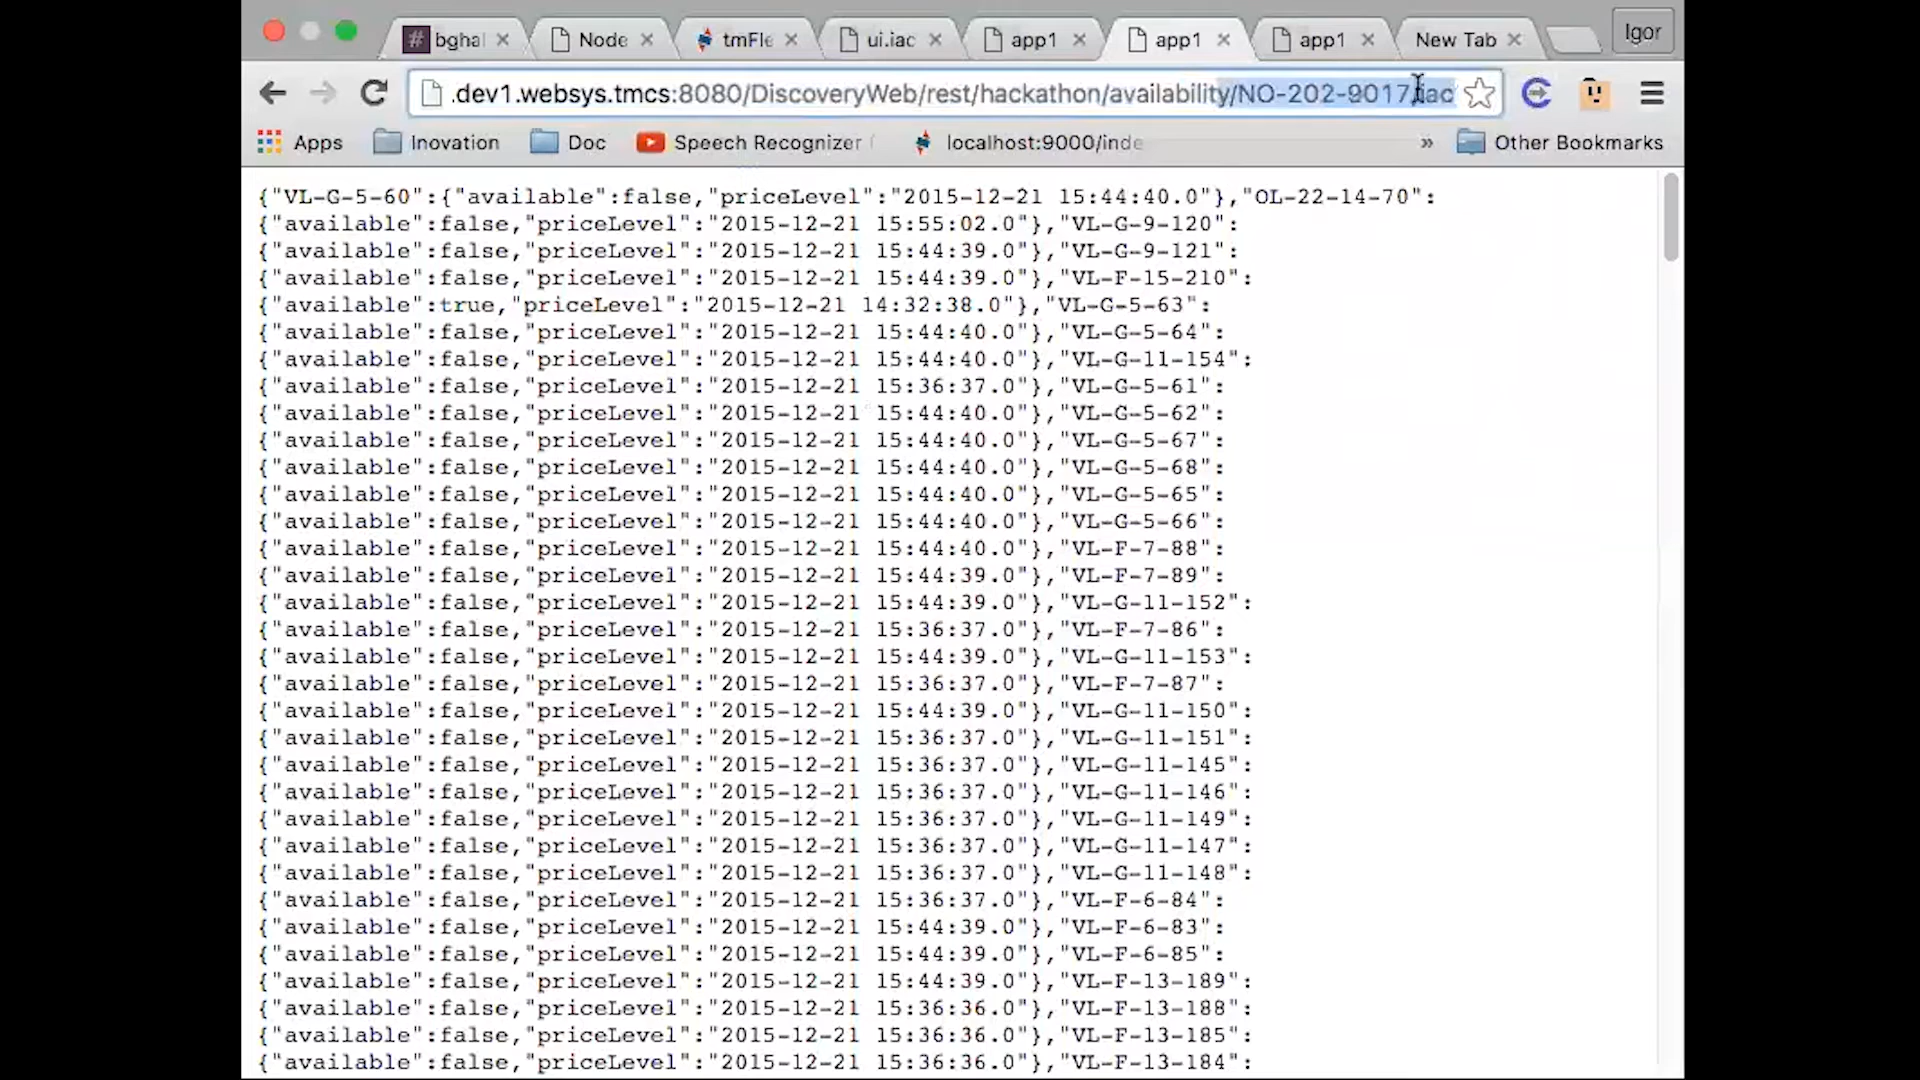 bghal
Node
tmFle
ui.iac
app1
app1
app1
New Tab
Igor
.dev1.websys.tmcs:8080/DiscoveryWeb/rest/hackathon/availability/NO-202-9017/iac
Apps
Inovation
Doc
Speech Recognizer
localhost:9000/inde
»
Other Bookmarks
{"VL-G-5-60":{"available":false,"priceLevel":"2015-12-21 15:44:40.0"},"OL-22-14-70":
{"available":false,"priceLevel":"2015-12-21 15:55:02.0"},"VL-G-9-120":
{"available":false,"priceLevel":"2015-12-21 15:44:39.0"},"VL-G-9-121":
{"available":false,"priceLevel":"2015-12-21 15:44:39.0"},"VL-F-15-210":
{"available":true,"priceLevel":"2015-12-21 14:32:38.0"},"VL-G-5-63":
{"available":false,"priceLevel":"2015-12-21 15:44:40.0"},"VL-G-5-64":
{"available":false,"priceLevel":"2015-12-21 15:44:40.0"},"VL-G-11-154":
{"available":false,"priceLevel":"2015-12-21 15:36:37.0"},"VL-G-5-61":
{"available":false,"priceLevel":"2015-12-21 15:44:40.0"},"VL-G-5-62":
{"available":false,"priceLevel":"2015-12-21 15:44:40.0"},"VL-G-5-67":
{"available":false,"priceLevel":"2015-12-21 15:44:40.0"},"VL-G-5-68":
{"available":false,"priceLevel":"2015-12-21 15:44:40.0"},"VL-G-5-65":
{"available":false,"priceLevel":"2015-12-21 15:44:40.0"},"VL-G-5-66":
{"available":false,"priceLevel":"2015-12-21 15:44:40.0"},"VL-F-7-88":
{"available":false,"priceLevel":"2015-12-21 15:44:39.0"},"VL-F-7-89":
{"available":false,"priceLevel":"2015-12-21 15:44:39.0"},"VL-G-11-152":
{"available":false,"priceLevel":"2015-12-21 15:36:37.0"},"VL-F-7-86":
{"available":false,"priceLevel":"2015-12-21 15:44:39.0"},"VL-G-11-153":
{"available":false,"priceLevel":"2015-12-21 15:36:37.0"},"VL-F-7-87":
{"available":false,"priceLevel":"2015-12-21 15:44:39.0"},"VL-G-11-150":
{"available":false,"priceLevel":"2015-12-21 15:36:37.0"},"VL-G-11-151":
{"available":false,"priceLevel":"2015-12-21 15:36:37.0"},"VL-G-11-145":
{"available":false,"priceLevel":"2015-12-21 15:36:37.0"},"VL-G-11-146":
{"available":false,"priceLevel":"2015-12-21 15:36:37.0"},"VL-G-11-149":
{"available":false,"priceLevel":"2015-12-21 15:36:37.0"},"VL-G-11-147":
{"available":false,"priceLevel":"2015-12-21 15:36:37.0"},"VL-G-11-148":
{"available":false,"priceLevel":"2015-12-21 15:36:37.0"},"VL-F-6-84":
{"available":false,"priceLevel":"2015-12-21 15:44:39.0"},"VL-F-6-83":
{"available":false,"priceLevel":"2015-12-21 15:44:39.0"},"VL-F-6-85":
{"available":false,"priceLevel":"2015-12-21 15:44:39.0"},"VL-F-13-189":
{"available":false,"priceLevel":"2015-12-21 15:36:36.0"},"VL-F-13-188":
{"available":false,"priceLevel":"2015-12-21 15:36:36.0"},"VL-F-13-185":
{"available":false,"priceLevel":"2015-12-21 15:36:36.0"},"VL-F-13-184":